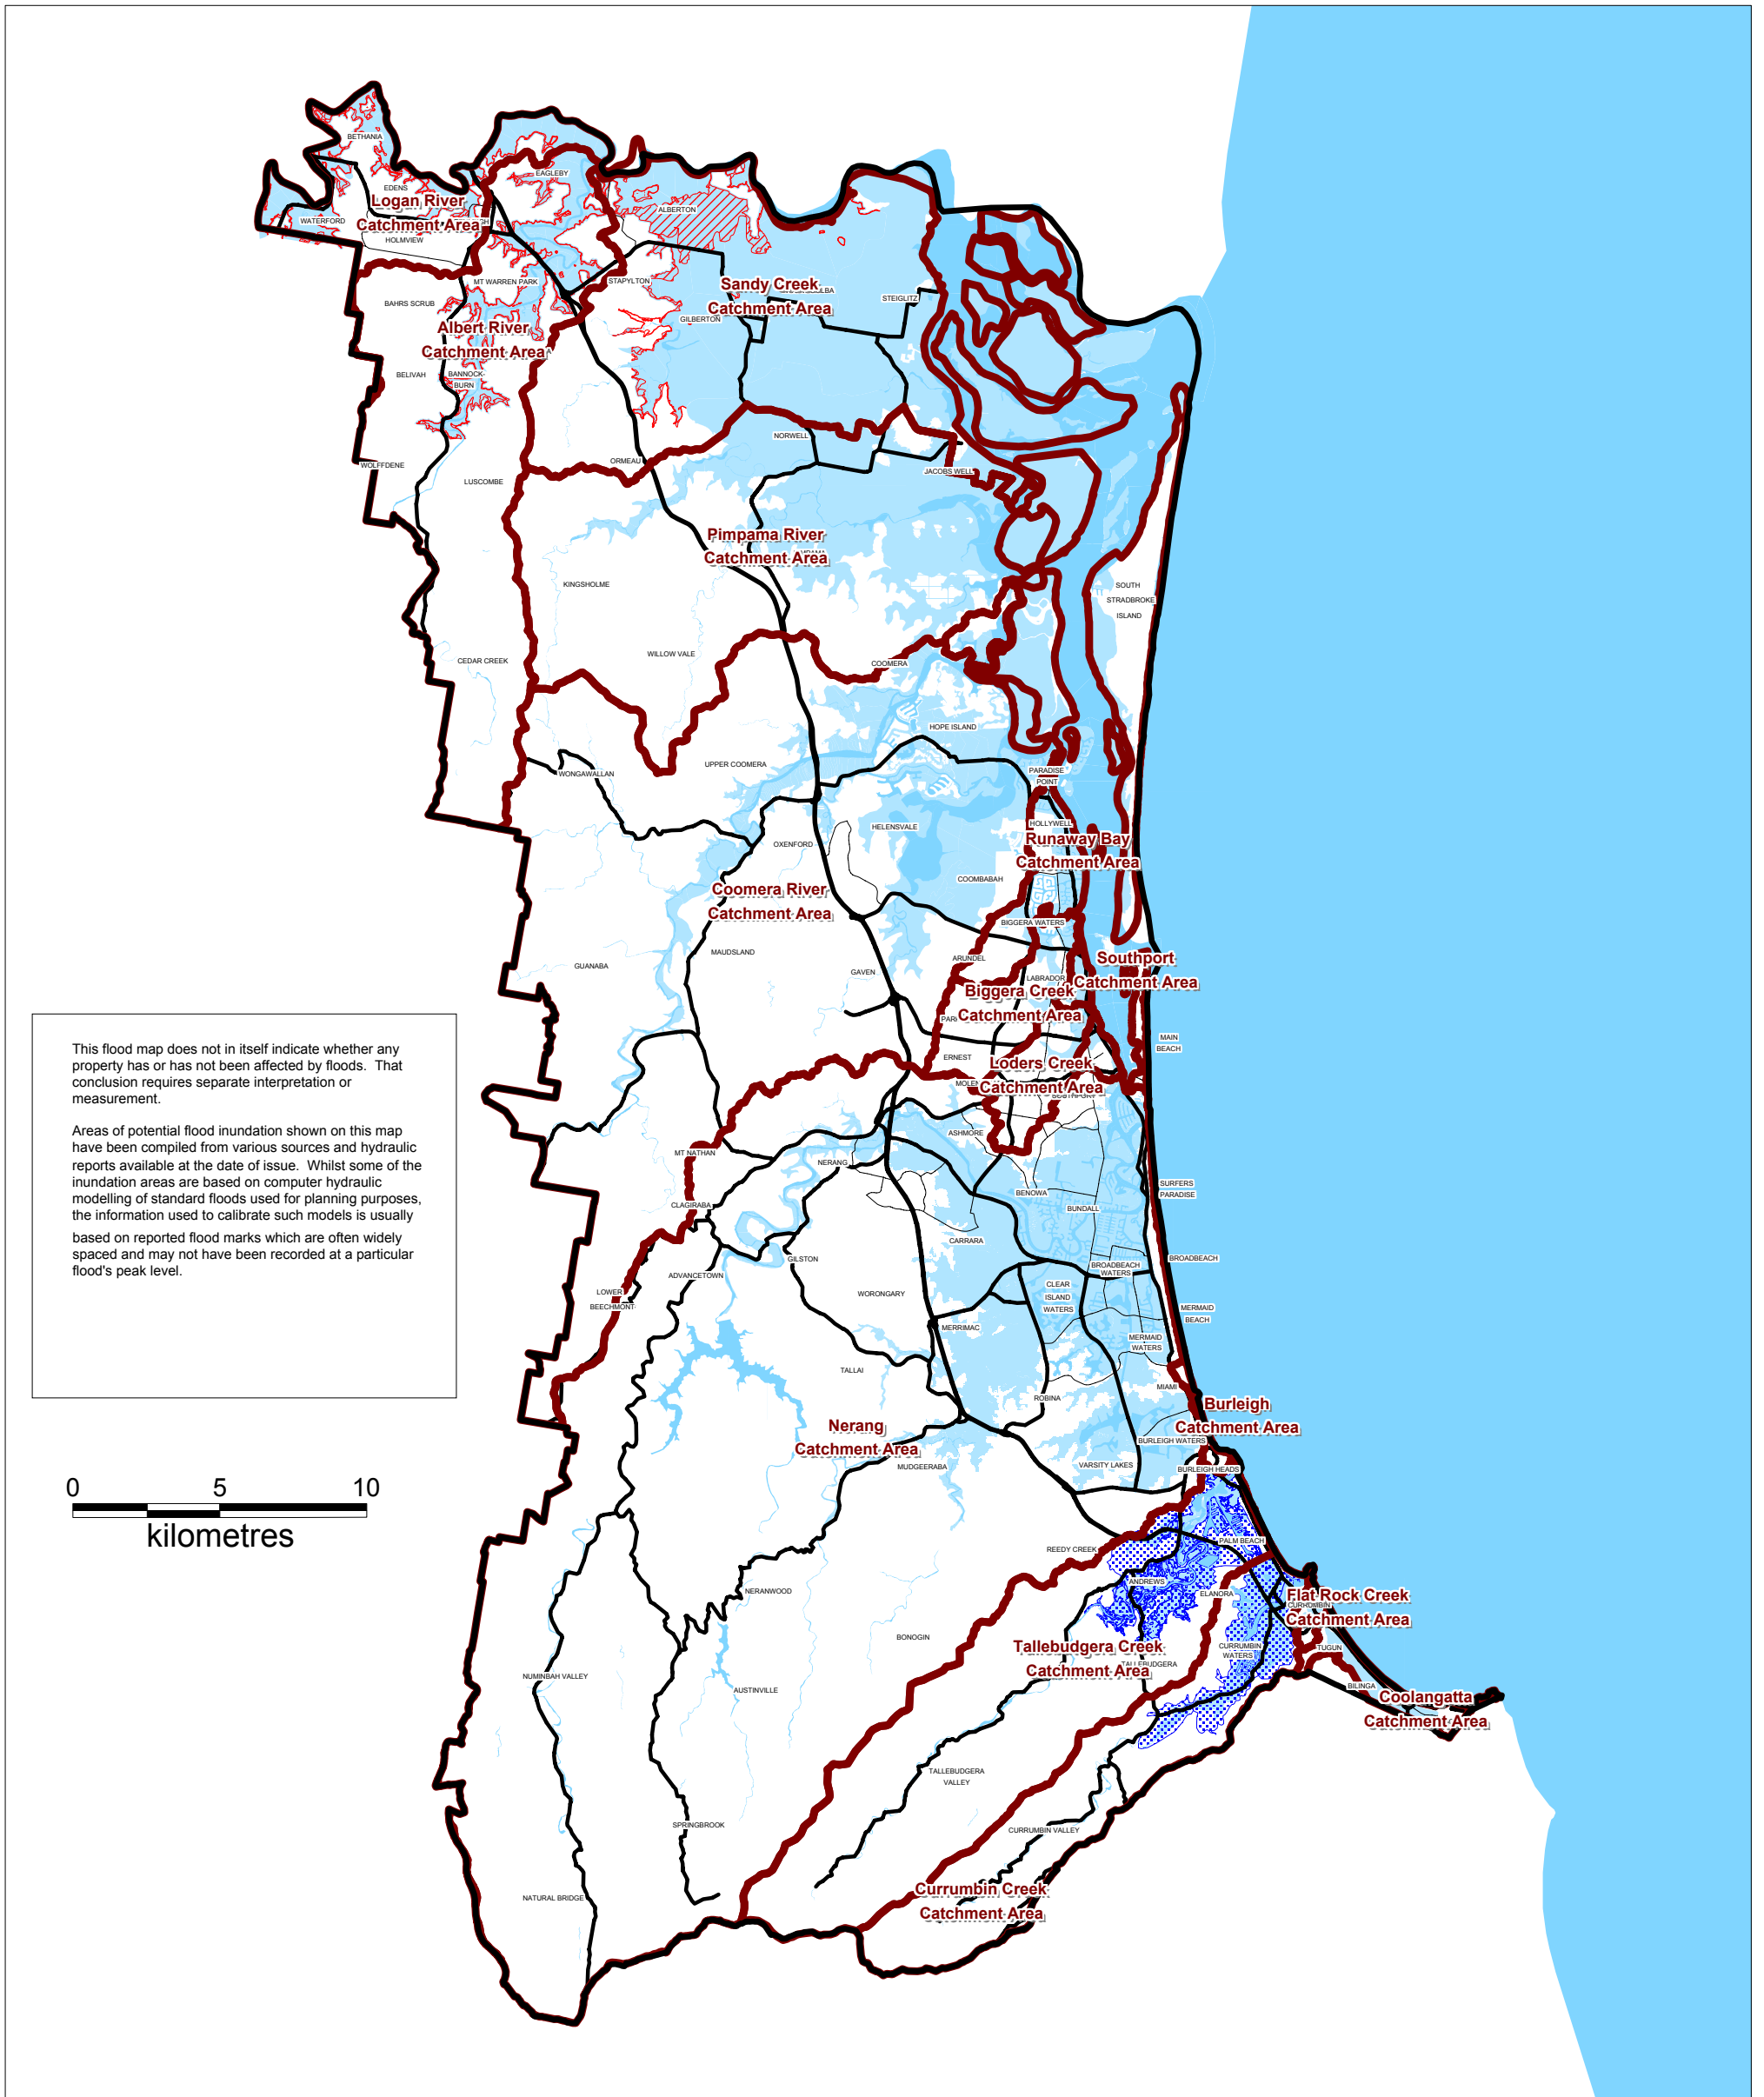 BETHANIA
EAGLEBY
EDENS
Logan River
Catchment Area
WATERFORD
HOLMVIEW
ALBERTON
MT WARREN PARK
STAPYLTON
Sandy Creek
Catchment Area
STEIGLITZ
BAHRS SCRUB
GILBERTON
Albert River
Catchment Area
BELIVAH
BANNOCK-
BURN
NORWELL
WOLFFDENE
ORMEAU
JACOBS WELL
LUSCOMBE
Pimpama River
Catchment Area
KINGSHOLME
SOUTH
STRADBROKE
ISLAND
WILLOW VALE
CEDAR CREEK
COOMERA
HOPE ISLAND
UPPER COOMERA
WONGAWALLAN
PARADISE
POINT
HELENSVALE
HOLLYWELL
OXENFORD
Runaway Bay
Catchment Area
COOMBABAH
Coomera River
Catchment Area
BIGGERA WATERS
MAUDSLAND
ARUNDEL
Southport
Catchment Area
GUANABA
GAVEN
LABRADOR
Biggera Creek
Catchment Area
MAIN
BEACH
ERNEST
Loders Creek
Catchment Area
This flood map does not in itself indicate whether any
property has or has not been affected by floods. That
conclusion requires separate interpretation or
measurement.
Areas of potential flood inundation shown on this map
have been compiled from various sources and hydraulic
reports available at the date of issue. Whilst some of the
inundation areas are based on computer hydraulic
modelling of standard floods used for planning purposes,
the information used to calibrate such models is usually
based on reported flood marks which are often widely
spaced and may not have been recorded at a particular
flood's peak level.
ASHMORE
MT NATHAN
NERANG
SURFERS
PARADISE
BENOWA
CLAGIRABA
BUNDALL
CARRARA
GILSTON
BROADBEACH
BROADBEACH
WATERS
ADVANCETOWN
CLEAR
ISLAND
WATERS
LOWER
BEECHMONT
WORONGARY
MERMAID
BEACH
MERRIMAC
MERMAID
WATERS
TALLAI
MIAMI
ROBINA
Burleigh
Catchment Area
Nerang
Catchment Area
BURLEIGH WATERS
VARSITY LAKES
BURLEIGH HEADS
MUDGEERABA
0 5 10
kilometres
REEDY CREEK
PALM BEACH
ANDREWS
ELANORA
NERANWOOD
Flat Rock Creek
Catchment Area
BONOGIN
Tallebudgera Creek
Catchment Area
CURRUMBIN
WATERS
TUGUN
NUMINBAH VALLEY
AUSTINVILLE
BILINGA
Coolangatta
Catchment Area
TALLEBUDGERA
VALLEY
SPRINGBROOK
CURRUMBIN VALLEY
NATURAL BRIDGE
Currumbin Creek
Catchment Area